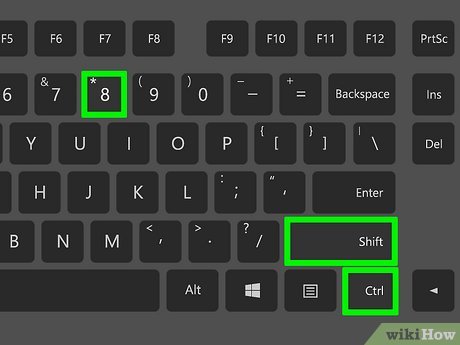 F5 F6 F7 F8 F9 F10 F11 F12 PrtSc
6 & 7 * 8 ( 9 ) 0 – − + = Backspace Ins
Y U I O P { [ } ] | \ Del
H J K L : ; “ ‘ Enter
B N M < , > . ? / Shift
Alt Ctrl ◄
wikiHow